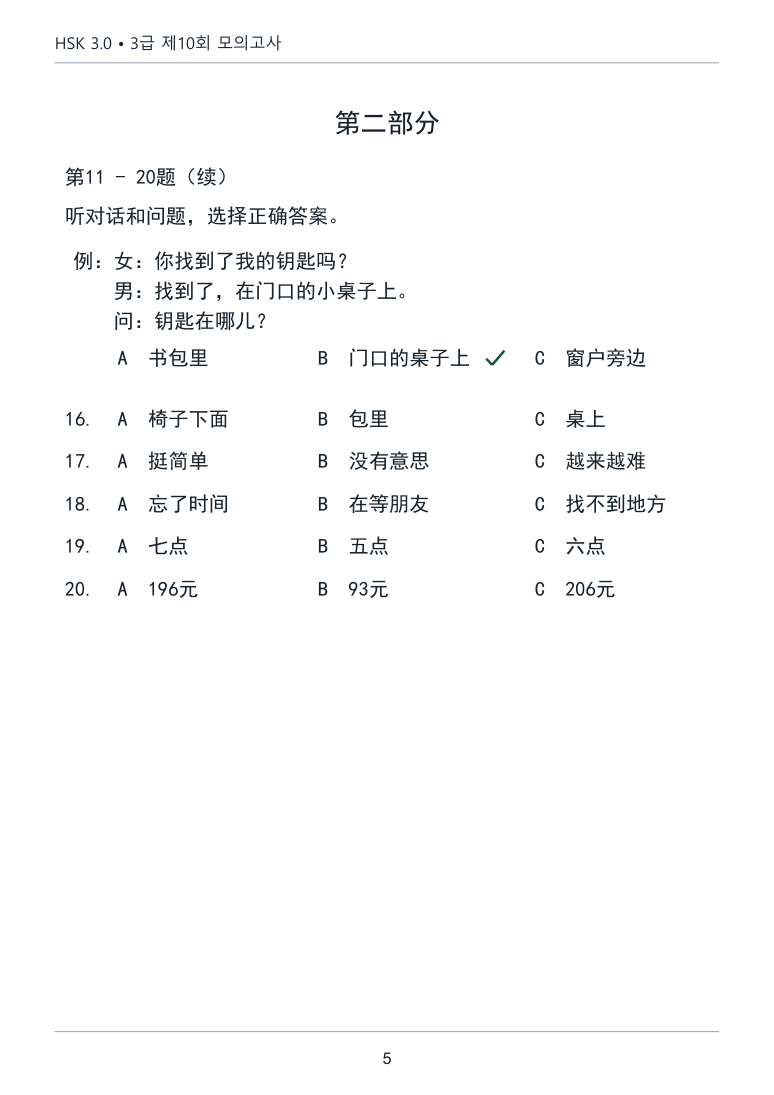 HSK 3.0 • 3급 제10회 모의고사
第二部分
第11 - 20题（续）
听对话和问题，选择正确答案。
例：女：你找到了我的钥匙吗？
男：找到了，在门口的小桌子上。
问：钥匙在哪儿？
A 书包里 B 门口的桌子上 ✓ C 窗户旁边
16. A 椅子下面 B 包里 C 桌上
17. A 挺简单 B 没有意思 C 越来越难
18. A 忘了时间 B 在等朋友 C 找不到地方
19. A 七点 B 五点 C 六点
20. A 196元 B 93元 C 206元
5